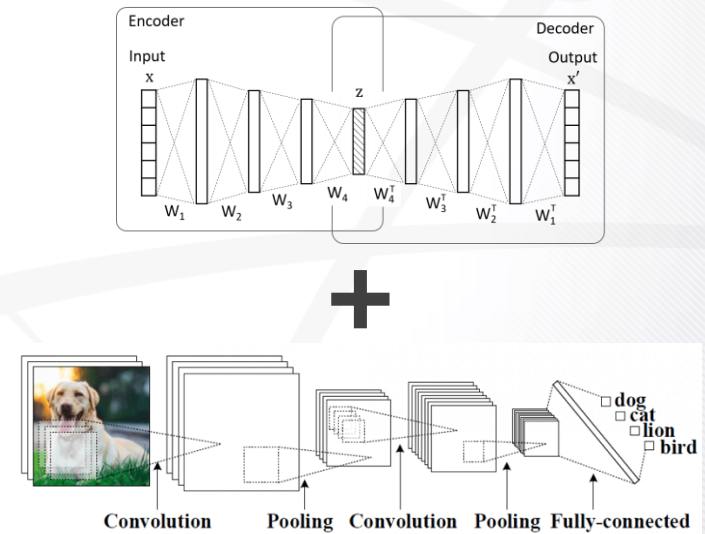 Encoder
Decoder
Input
Output
x
z
x′
W₁
W₂
W₃
W₄
W₄ᵀ
W₃ᵀ
W₂ᵀ
W₁ᵀ
+
dog
cat
lion
bird
Convolution
Pooling
Convolution
Pooling
Fully-connected